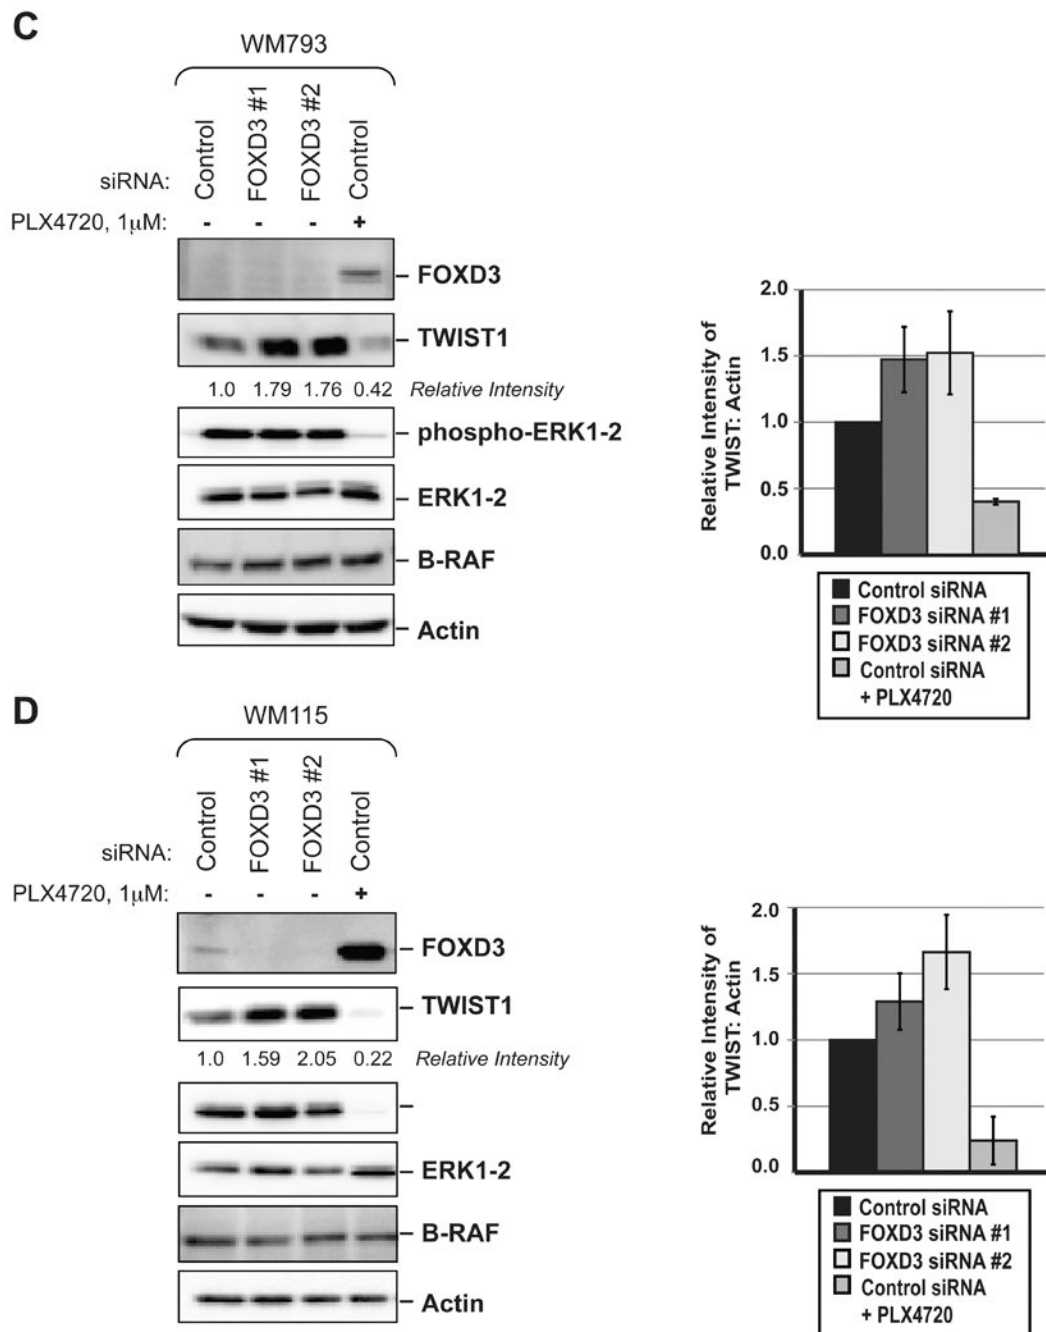 C
WM793
siRNA:
Control
FOXD3 #1
FOXD3 #2
Control
PLX4720, 1μM: - - - +
FOXD3
TWIST1
1.0 1.79 1.76 0.42 Relative Intensity
phospho-ERK1-2
ERK1-2
B-RAF
Actin
Relative Intensity of
TWIST: Actin
2.0
1.5
1.0
0.5
0.0
Control siRNA
FOXD3 siRNA #1
FOXD3 siRNA #2
Control siRNA
+ PLX4720
D
WM115
siRNA:
Control
FOXD3 #1
FOXD3 #2
Control
PLX4720, 1μM: - - - +
FOXD3
TWIST1
1.0 1.59 2.05 0.22 Relative Intensity
ERK1-2
B-RAF
Actin
Relative Intensity of
TWIST: Actin
2.0
1.5
1.0
0.5
0.0
Control siRNA
FOXD3 siRNA #1
FOXD3 siRNA #2
Control siRNA
+ PLX4720